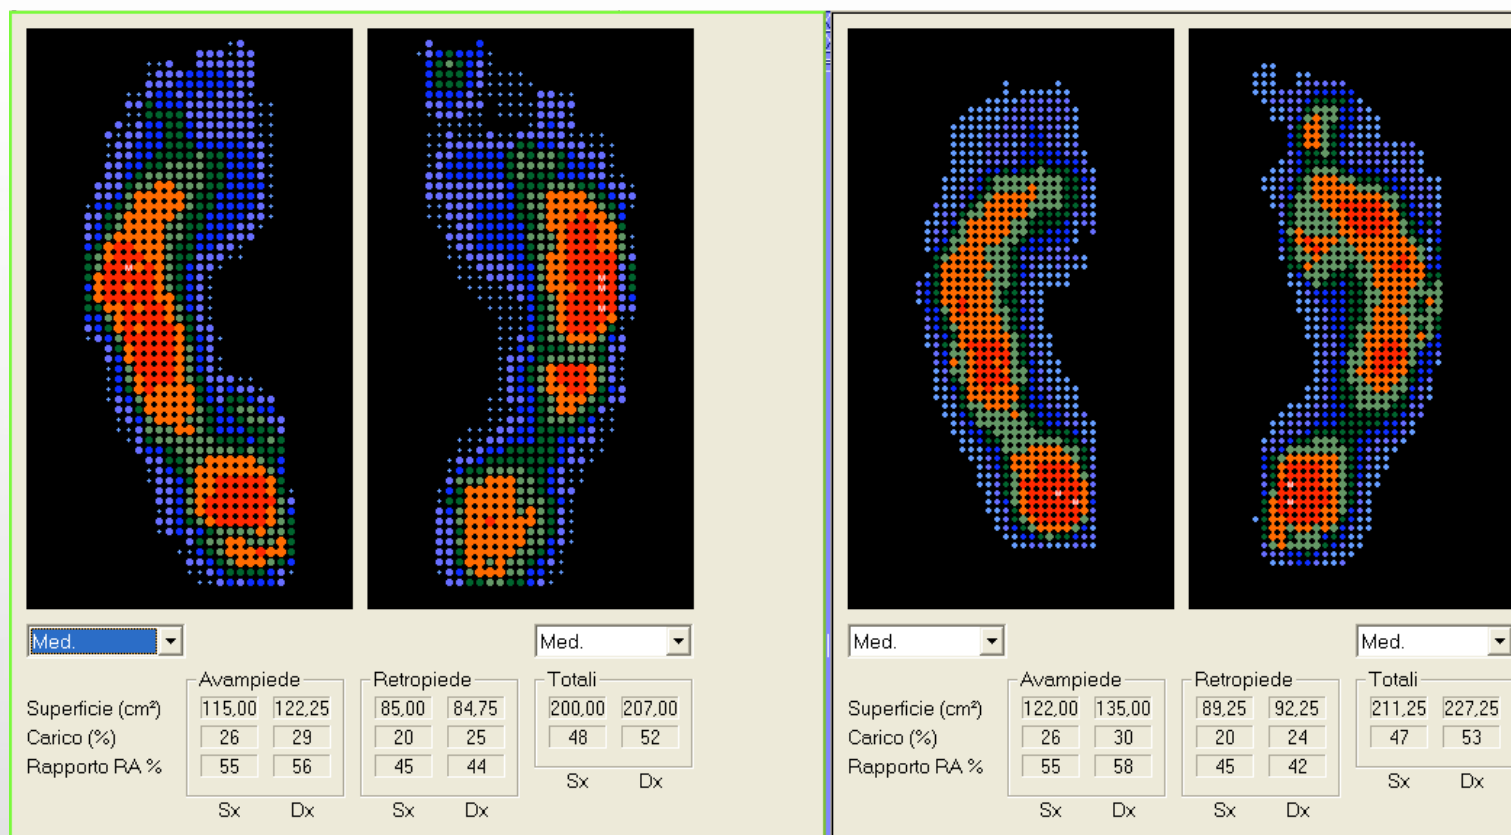 M
M
M
M
M
M
M
M
Med.
Med.
Avampiede
Retropiede
Totali
Superficie (cm²) 115,00 122,25 85,00 84,75 200,00 207,00
Carico (%) 26 29 20 25 48 52
Rapporto RA % 55 56 45 44
Sx Dx
Sx Dx Sx Dx
Med.
Med.
Avampiede
Retropiede
Totali
Superficie (cm²) 122,00 135,00 89,25 92,25 211,25 227,25
Carico (%) 26 30 20 24 47 53
Rapporto RA % 55 58 45 42
Sx Dx
Sx Dx Sx Dx